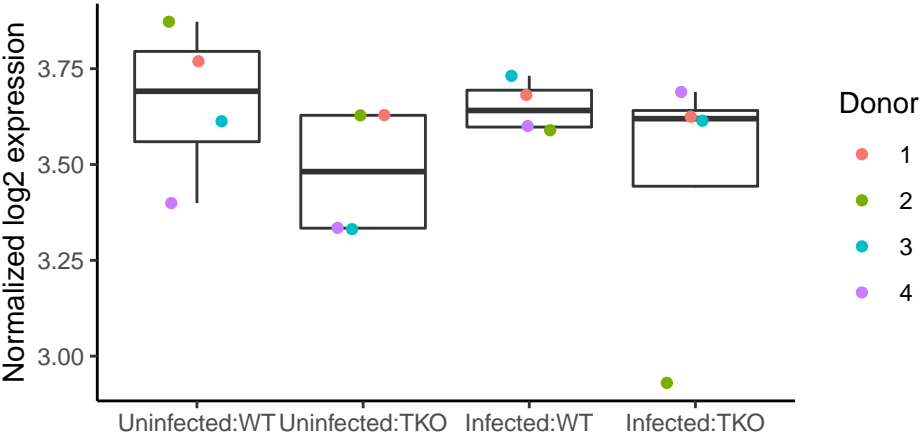 Normalized log2 expression
3.75
3.50
3.25
3.00
Uninfected:WT Uninfected:TKO Infected:WT Infected:TKO
Donor
1
2
3
4